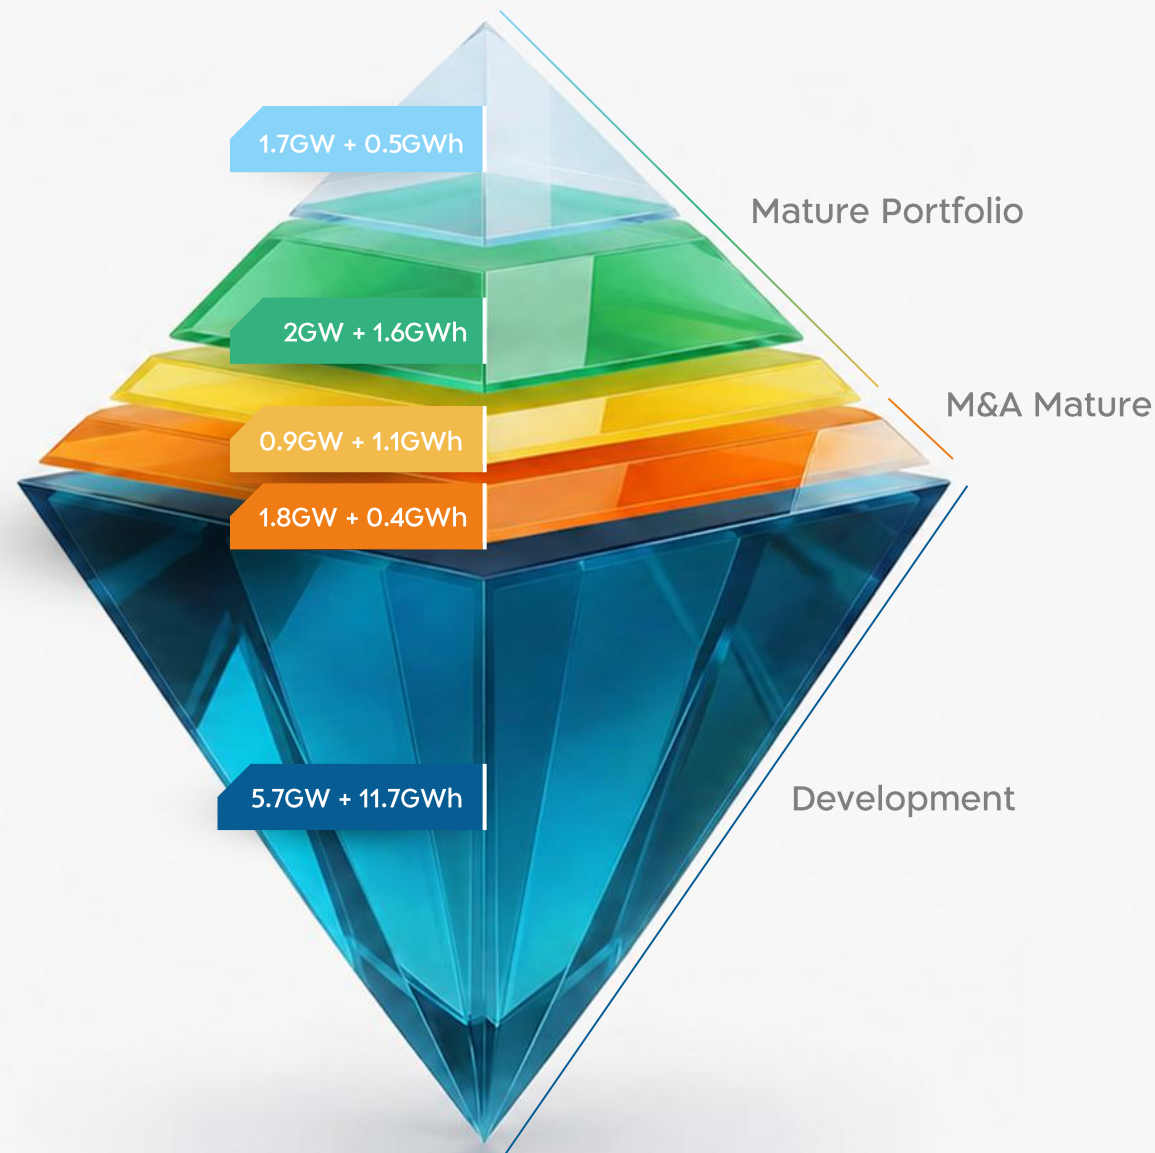 1.7GW + 0.5GWh
Mature Portfolio
2GW + 1.6GWh
M&A Mature
0.9GW + 1.1GWh
1.8GW + 0.4GWh
5.7GW + 11.7GWh
Development